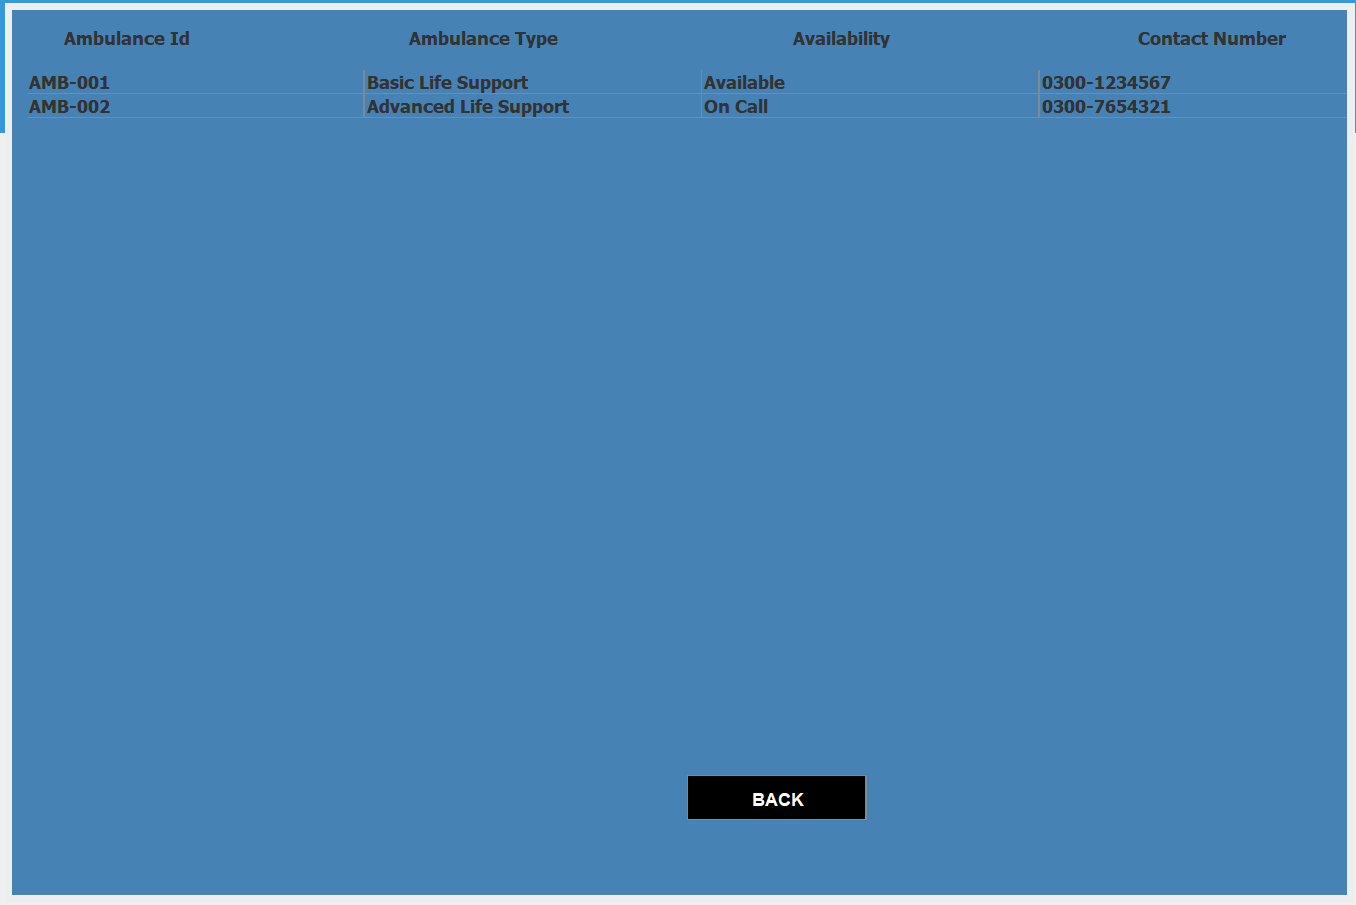 Ambulance Id Ambulance Type Availability Contact Number
AMB-001 Basic Life Support Available 0300-1234567
AMB-002 Advanced Life Support On Call 0300-7654321
BACK